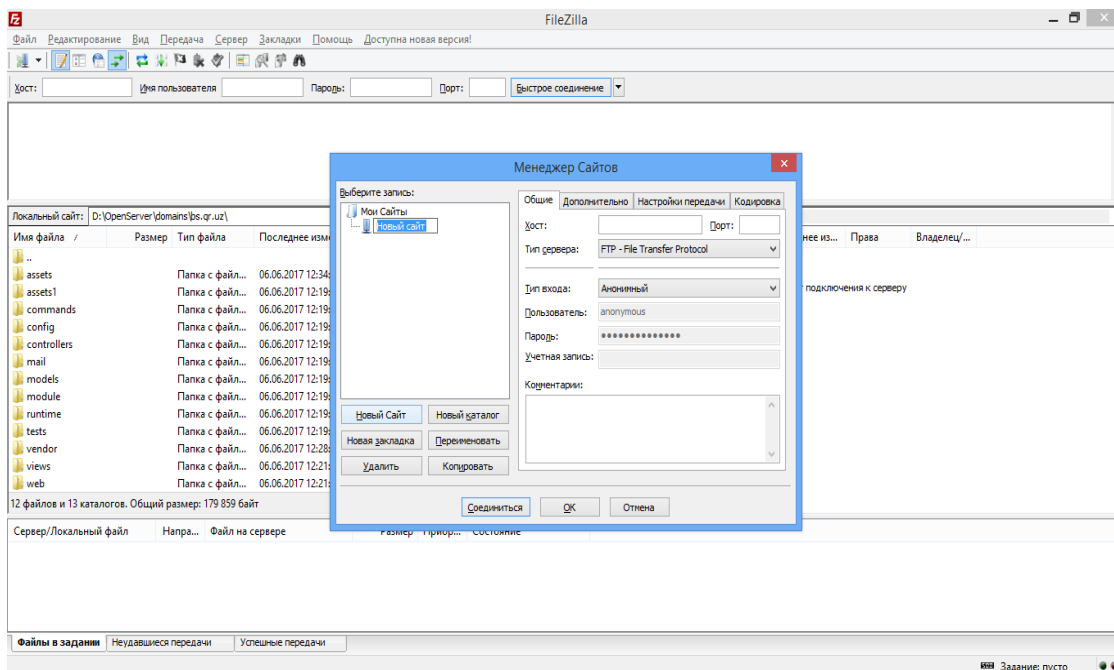 FileZilla
Файл Редактирование Вид Передача Сервер Закладки Помощь Доступна новая версия!
Хост: Имя пользователя Пароль: Порт: Быстрое соединение
Менеджер Сайтов
Выберите запись:
Мои Сайты
Новый сайт
Новый Сайт Новый каталог
Новая закладка Переименовать
Удалить Копировать
Общие Дополнительно Настройки передачи Кодировка
Хост: Порт:
Тип сервера: FTP - File Transfer Protocol
Тип входа: Анонимный
Пользователь: anonymous
Пароль:
Учетная запись:
Комментарии:
Соединиться OK Отмена
Локальный сайт: D:\OpenServer\domains\bs.qr.uz\
Имя файла / Размер Тип файла Последнее изм
нее из... Права Владелец/...
..
assets Папка с файл... 06.06.2017 12:34:
assets1 Папка с файл... 06.06.2017 12:19:
подключения к серверу
commands Папка с файл... 06.06.2017 12:19:
config Папка с файл... 06.06.2017 12:19:
controllers Папка с файл... 06.06.2017 12:19:
mail Папка с файл... 06.06.2017 12:19:
models Папка с файл... 06.06.2017 12:19:
module Папка с файл... 06.06.2017 12:19:
runtime Папка с файл... 06.06.2017 12:19:
tests Папка с файл... 06.06.2017 12:19:
vendor Папка с файл... 06.06.2017 12:28:
views Папка с файл... 06.06.2017 12:21:
web Папка с файл... 06.06.2017 12:21:
12 файлов и 13 каталогов. Общий размер: 179 859 байт
Сервер/Локальный файл Напра... Файл на сервере Размер Приор... Состояние
Файлы в задании Неудавшиеся передачи Успешные передачи
Задание: пусто